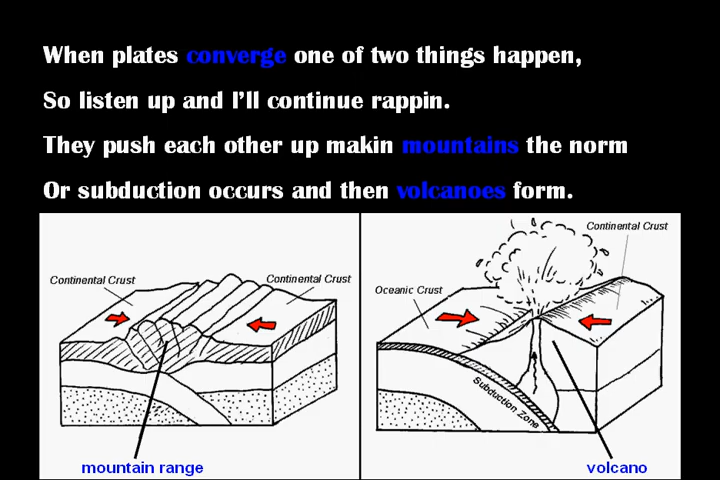 When plates converge one of two things happen,
So listen up and I'll continue rappin.
They push each other up makin mountains the norm
Or subduction occurs and then volcanoes form.
Continental Crust
Continental Crust
mountain range
Continental Crust
Oceanic Crust
Subduction Zone
volcano